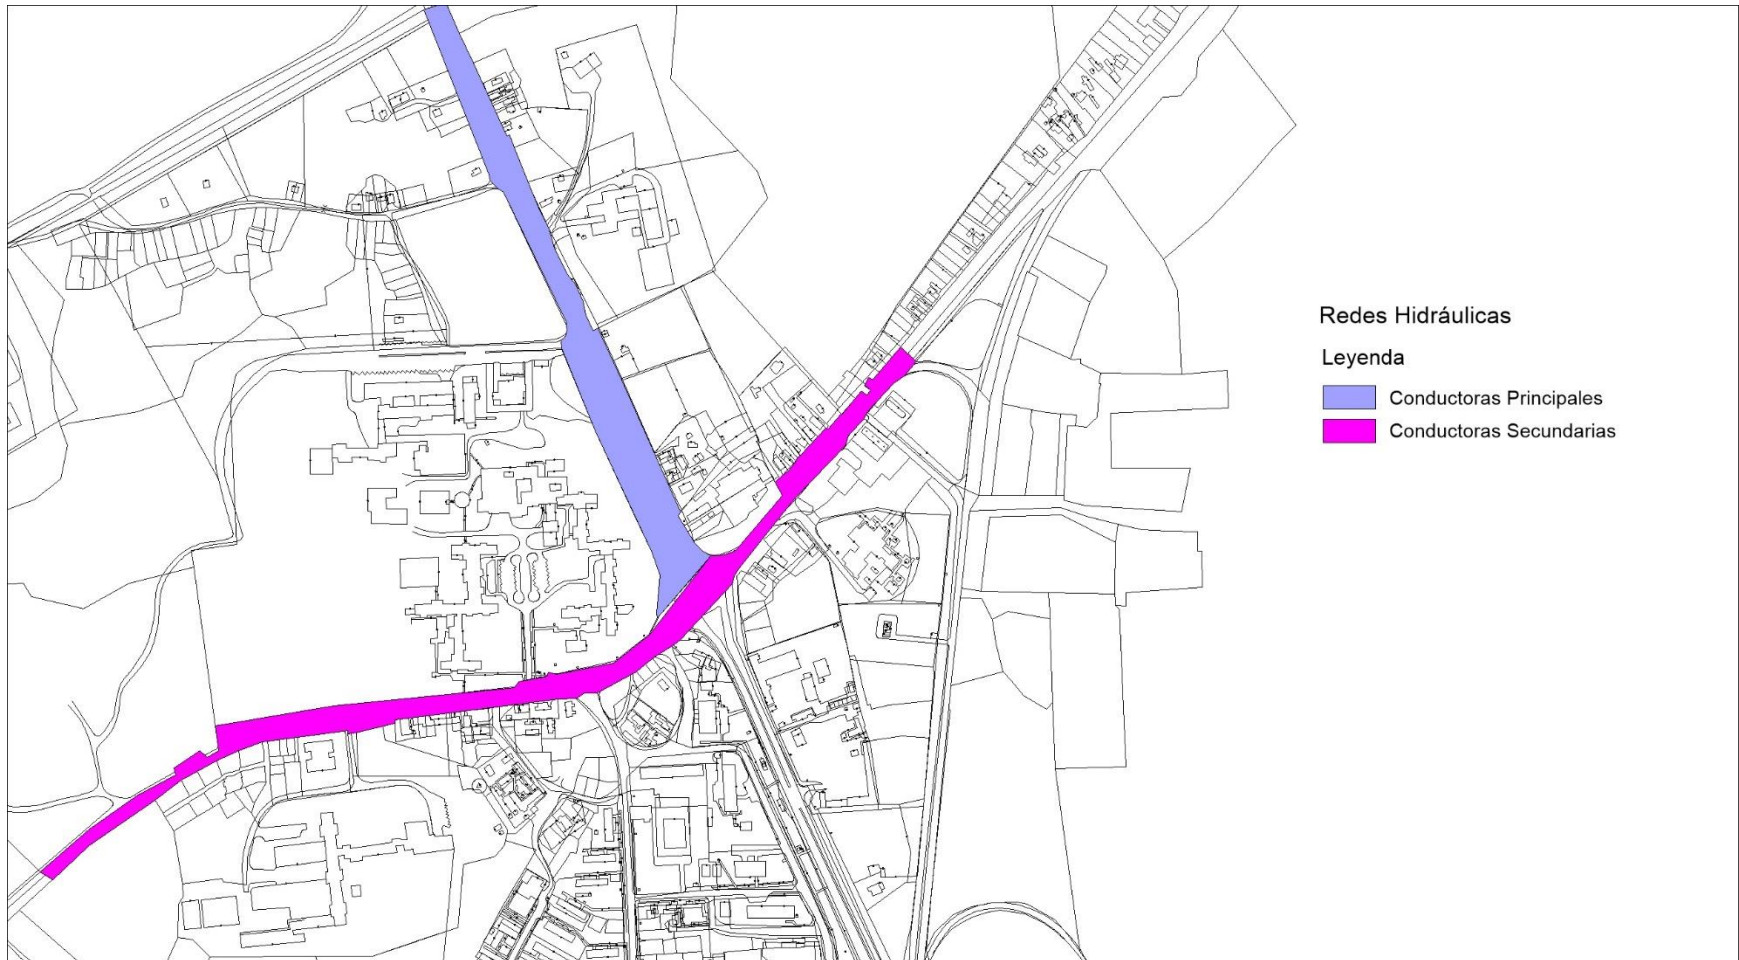 Redes Hidráulicas
Leyenda
Conductoras Principales
Conductoras Secundarias